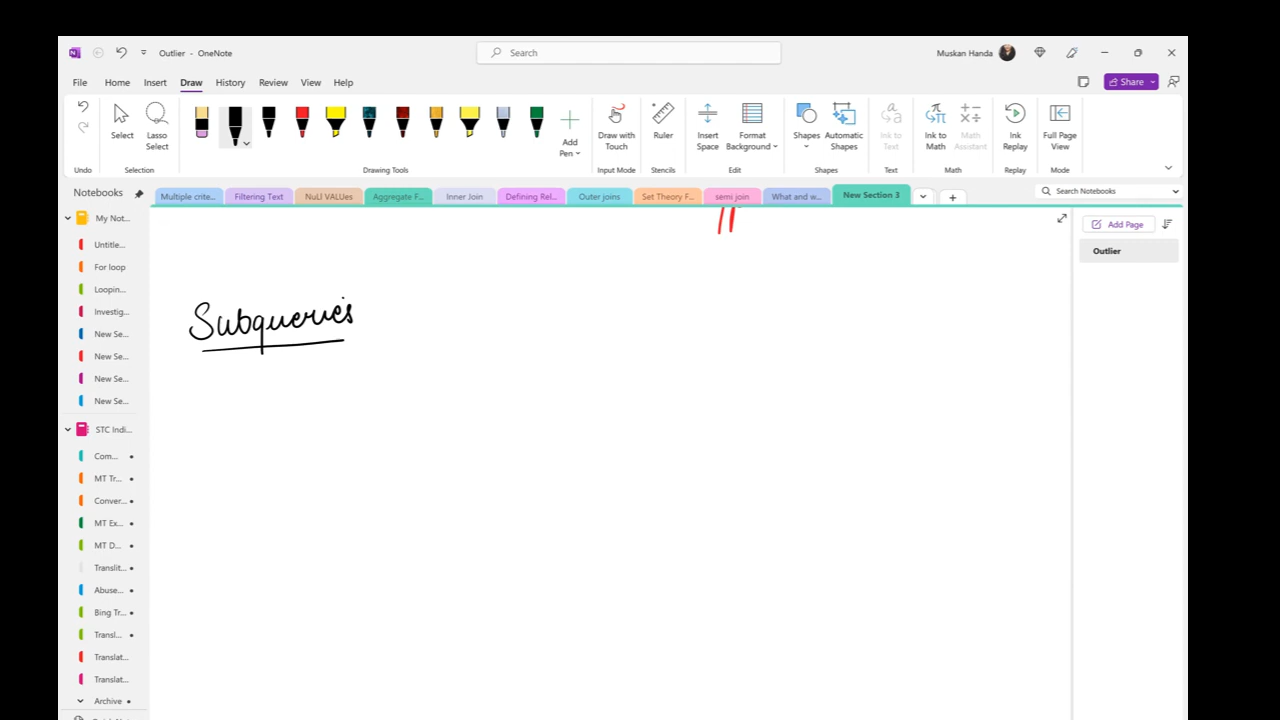 Outlier - OneNote
Search
Muskan Handa
File Home Insert Draw History Review View Help
Share
Select
Lasso Select
Add Pen
Draw with Touch
Ruler
Insert Space
Format Background
Shapes
Automatic Shapes
Ink to Text
Ink to Math
Math Assistant
Ink Replay
Full Page View
Undo Selection Drawing Tools Input Mode Stencils Edit Shapes Text Math Replay Mode
Notebooks
Multiple crite... Filtering Text NuLl VALUes Aggregate F... Inner Join Defining Rel... Outer joins Set Theory F... semi join What and w... New Section 3
Search Notebooks
My Not...
Add Page
Untitle...
Outlier
For loop
Loopin...
Investig...
New Se...
New Se...
New Se...
New Se...
Subqueries
STC Indi...
Com...
MT Tr...
Conver...
MT Ex...
MT D...
Translit...
Abuse...
Bing Tr...
Transl...
Translat...
Translat...
Archive